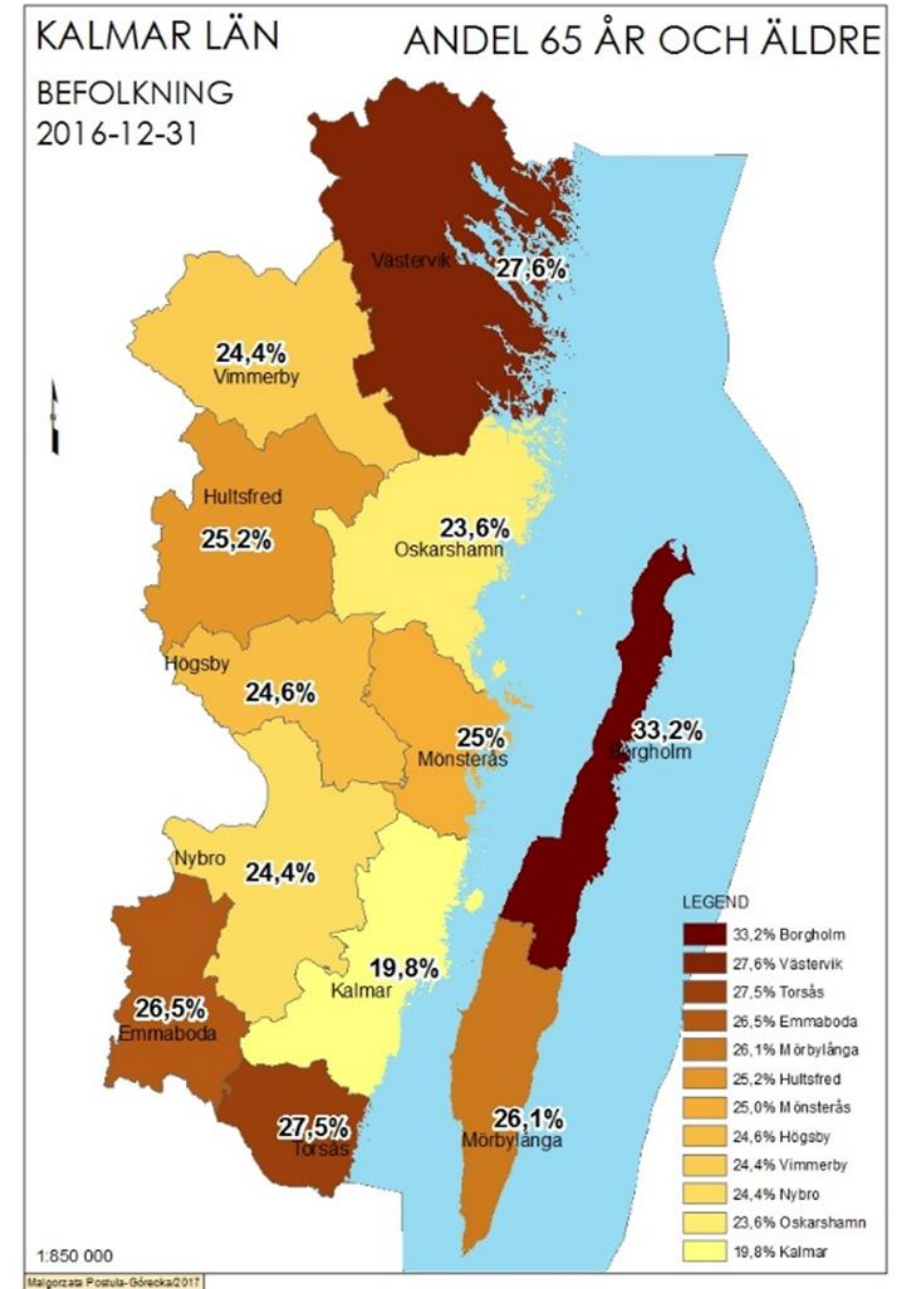 KALMAR LÄN
ANDEL 65 ÅR OCH ÄLDRE
BEFOLKNING
2016-12-31
Västervik
27,6%
24,4%
Vimmerby
Hultsfred
25,2%
23,6%
Oskarshamn
Högsby
24,6%
25%
Mönsterås
33,2%
Borgholm
Nybro
24,4%
19,8%
Kalmar
26,5%
Emmaboda
27,5%
Torsås
26,1%
Mörbylånga
LEGEND
33,2% Borgholm
27,6% Västervik
27,5% Torsås
26,5% Emmaboda
26,1% Mörbylånga
25,2% Hultsfred
25,0% Mönsterås
24,6% Högsby
24,4% Vimmerby
24,4% Nybro
23,6% Oskarshamn
19,8% Kalmar
1:850 000
Malgorzata Postula-Górecka/2017